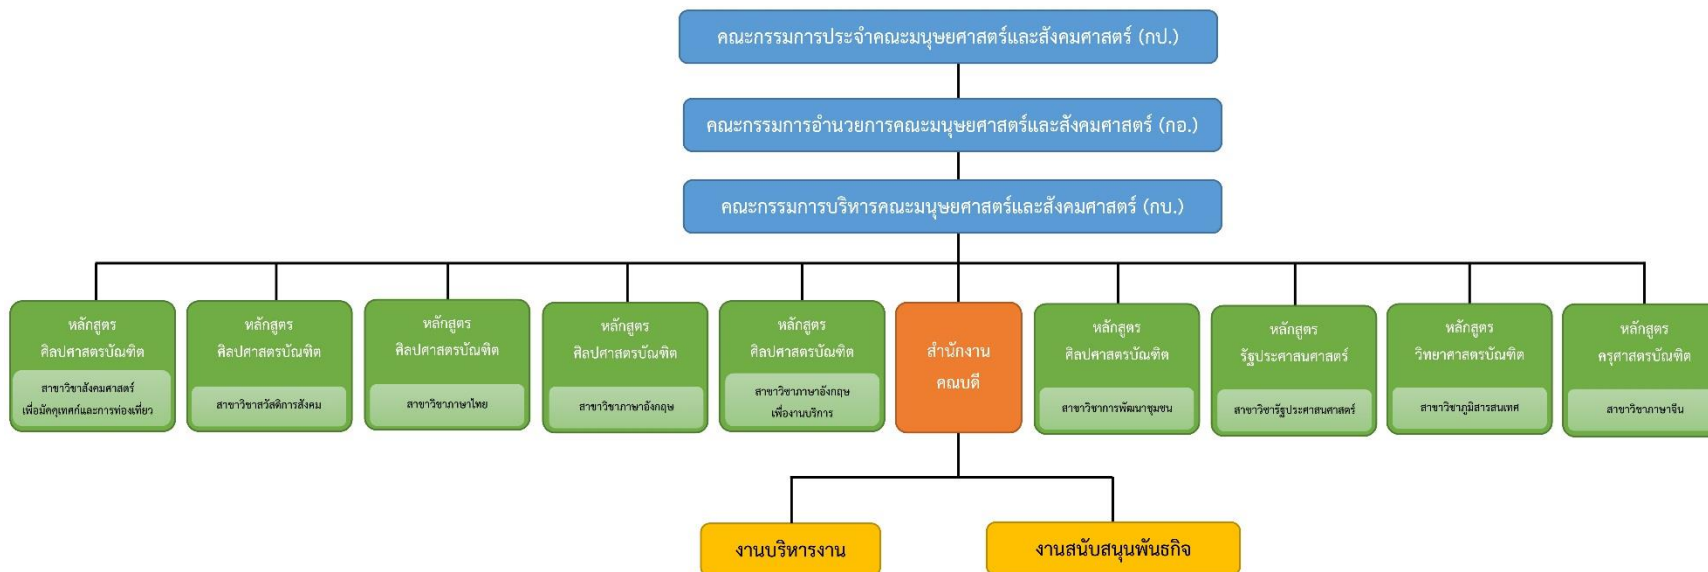 คณะกรรมการประจำคณะมนุษยศาสตร์และสังคมศาสตร์ (กป.)
คณะกรรมการอำนวยการคณะมนุษยศาสตร์และสังคมศาสตร์ (กอ.)
คณะกรรมการบริหารคณะมนุษยศาสตร์และสังคมศาสตร์ (กบ.)
หลักสูตร
ศิลปศาสตรบัณฑิต
สาขาวิชาสังคมศาสตร์
เพื่อมัคคุเทศก์และการท่องเที่ยว
หลักสูตร
ศิลปศาสตรบัณฑิต
สาขาวิชาสวัสดิการสังคม
หลักสูตร
ศิลปศาสตรบัณฑิต
สาขาวิชาภาษาไทย
หลักสูตร
ศิลปศาสตรบัณฑิต
สาขาวิชาภาษาอังกฤษ
หลักสูตร
ศิลปศาสตรบัณฑิต
สาขาวิชาภาษาอังกฤษ
เพื่องานบริการ
สำนักงาน
คณบดี
หลักสูตร
ศิลปศาสตรบัณฑิต
สาขาวิชาการพัฒนาชุมชน
หลักสูตร
รัฐประศาสนศาสตร์
สาขาวิชารัฐประศาสนศาสตร์
หลักสูตร
วิทยาศาสตรบัณฑิต
สาขาวิชาภูมิสารสนเทศ
หลักสูตร
ครุศาสตรบัณฑิต
สาขาวิชาภาษาจีน
งานบริหารงาน
งานสนับสนุนพันธกิจ